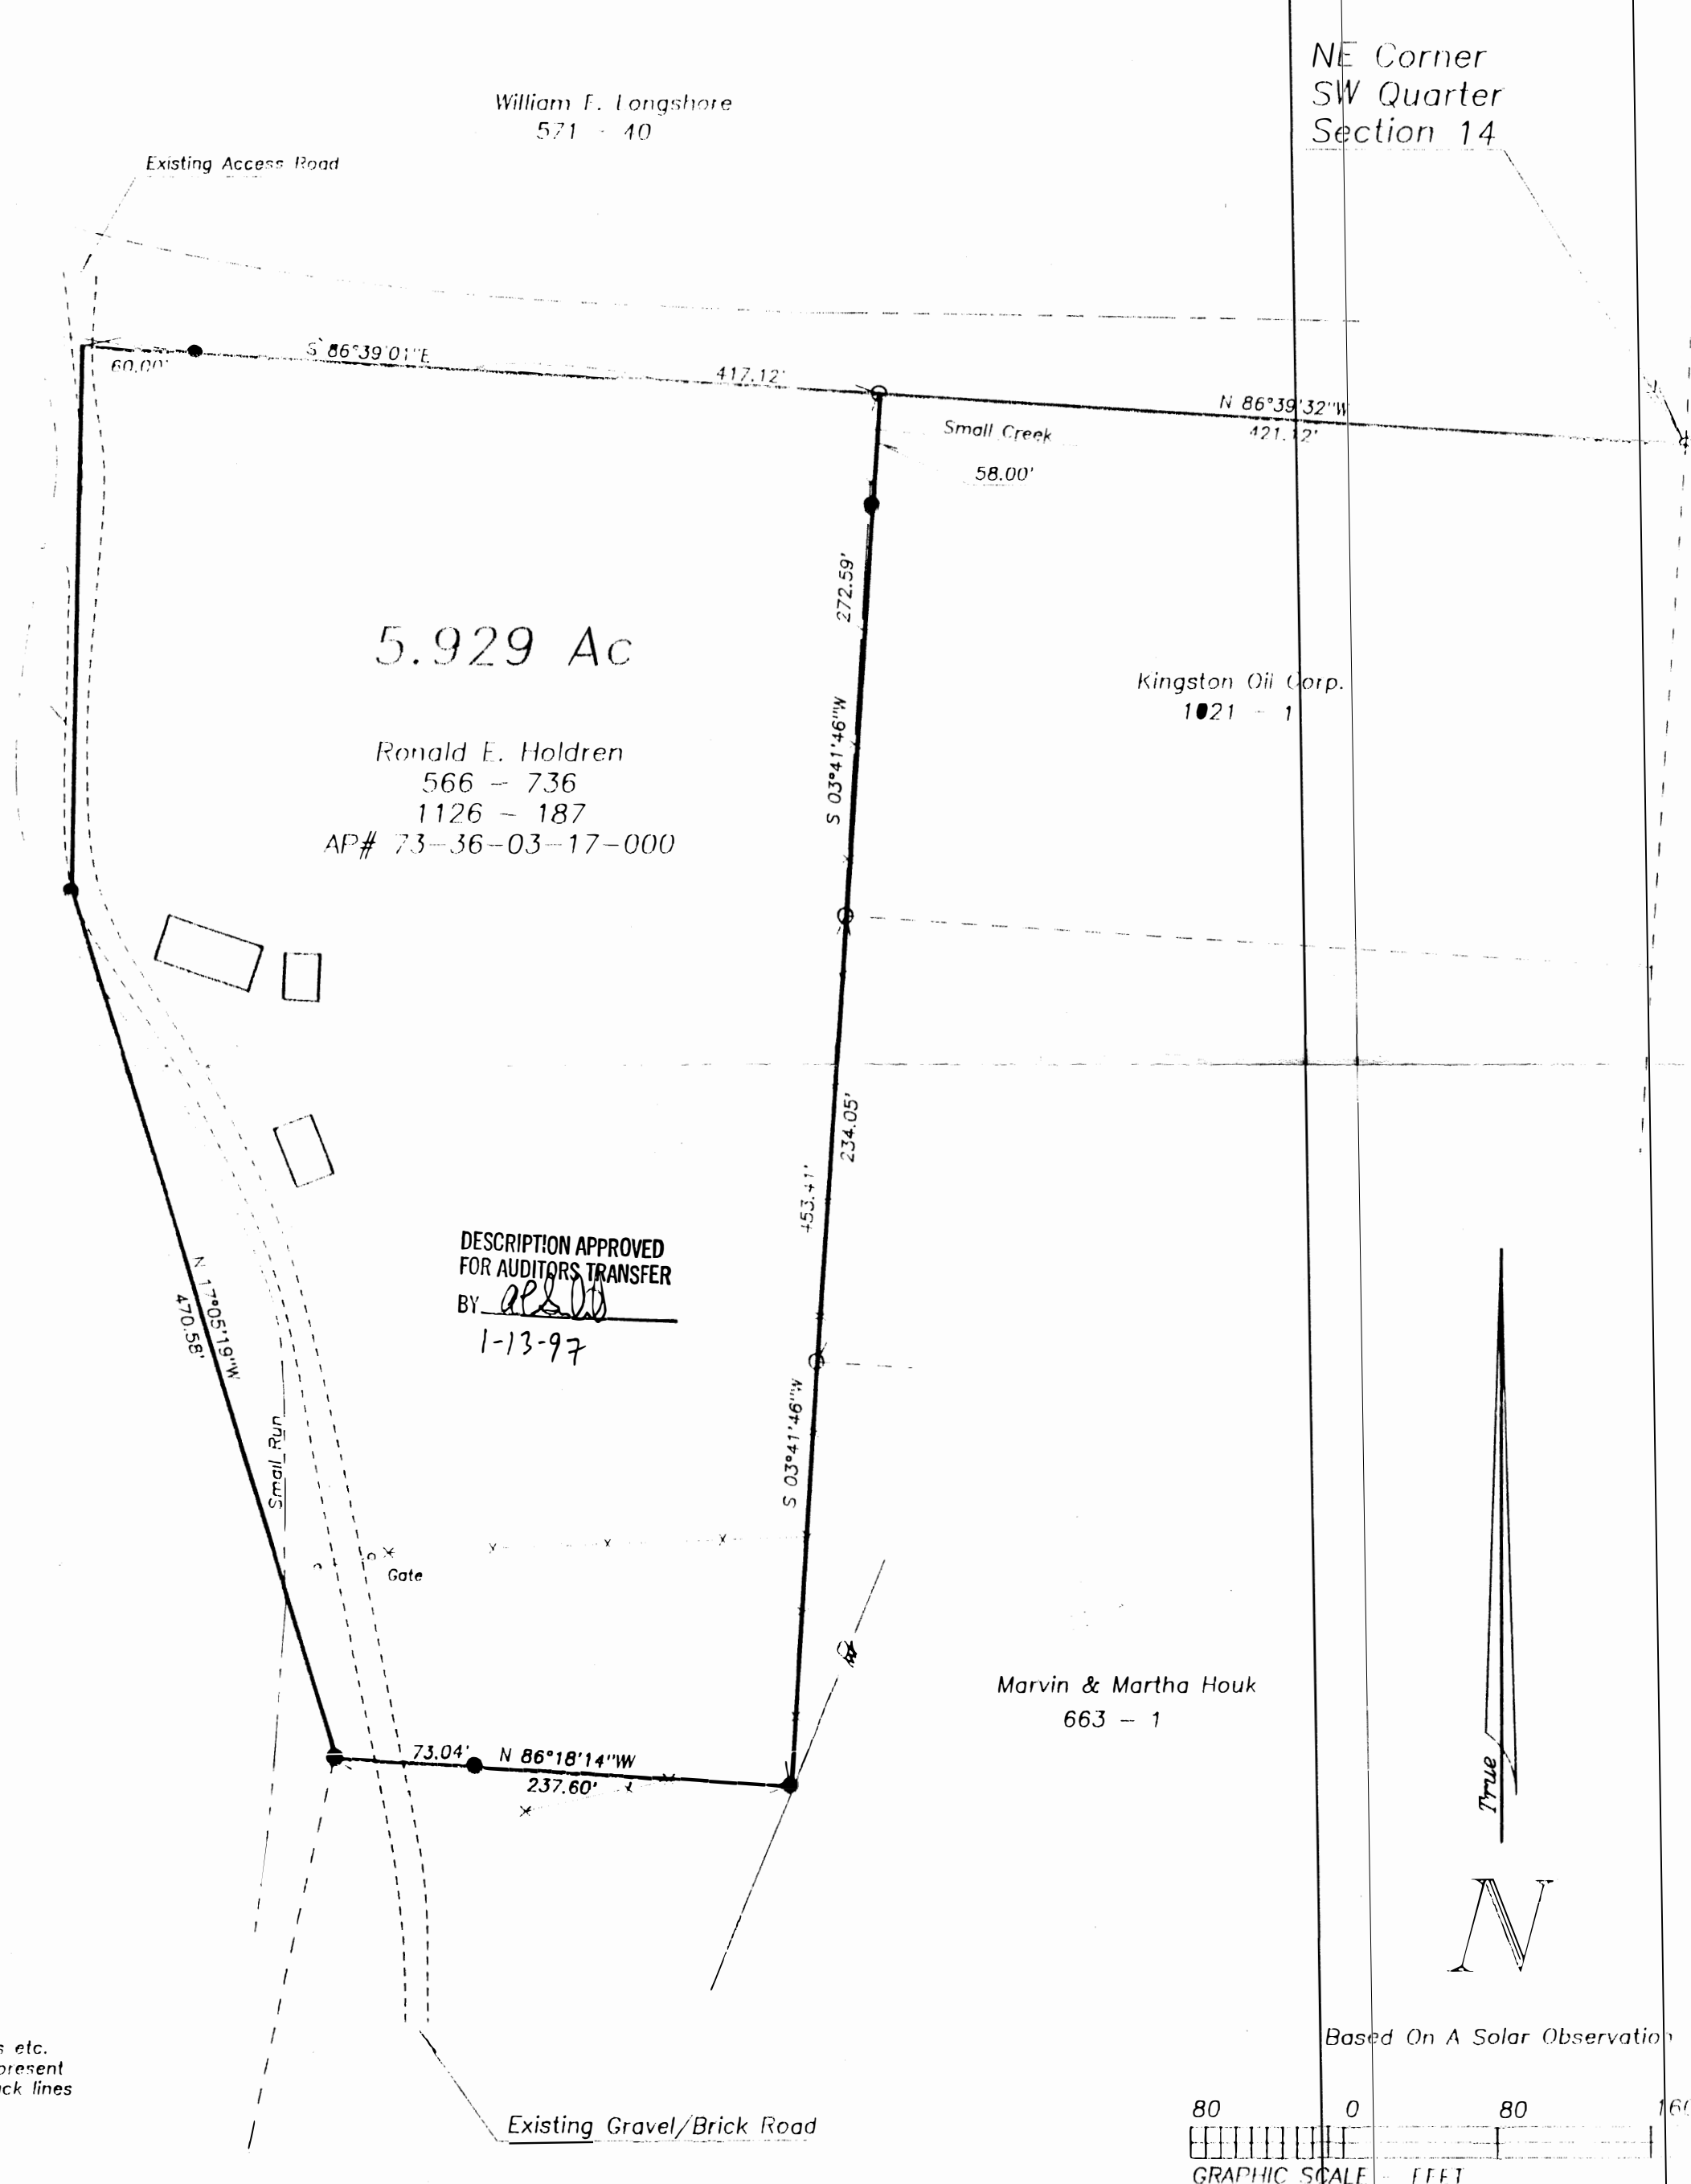 NE Corner
SW Quarter
Section 14
William F. Longshore
571 - 40
Existing Access Road
60.00'
S 86°39'01"E
417.12'
N 86°39'32"W
421.12'
Small Creek
58.00'
272.59'
S 03°41'46"W
5.929 Ac
Kingston Oil Corp.
1021 - 1
Ronald E. Holdren
566 - 736
1126 - 187
AP# 73-36-03-17-000
234.05'
453.41'
DESCRIPTION APPROVED
FOR AUDITORS TRANSFER
BY
1-13-97
N 17°05'19"W
470.58'
Small Run
S 03°41'46"W
Gate
Marvin & Martha Houk
663 - 1
73.04'
N 86°18'14"WW
237.60'
True
N
Based On A Solar Observation
s etc.
present
ck lines
Existing Gravel/Brick Road
80 0 80 160
GRAPHIC SCALE - FEET